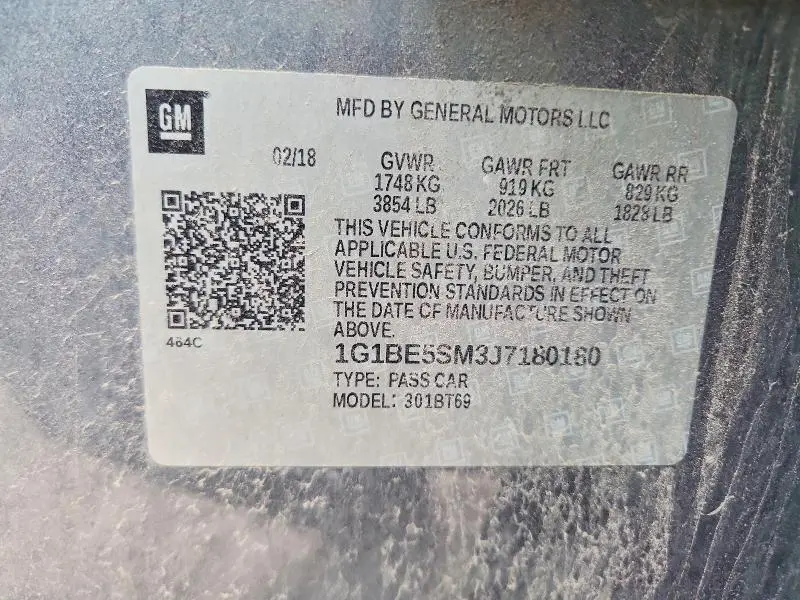 GM
MFD BY GENERAL MOTORS LLC
02/18
GVWR
GAWR FRT
GAWR RR
1748 KG
919 KG
829 KG
3854 LB
2026 LB
1828 LB
THIS VEHICLE CONFORMS TO ALL
APPLICABLE U.S. FEDERAL MOTOR
VEHICLE SAFETY, BUMPER, AND THEFT
PREVENTION STANDARDS IN EFFECT ON
THE DATE OF MANUFACTURE SHOWN
ABOVE.
464C
1G1BE5SM3J7180180
TYPE: PASS CAR
MODEL: 301BT69